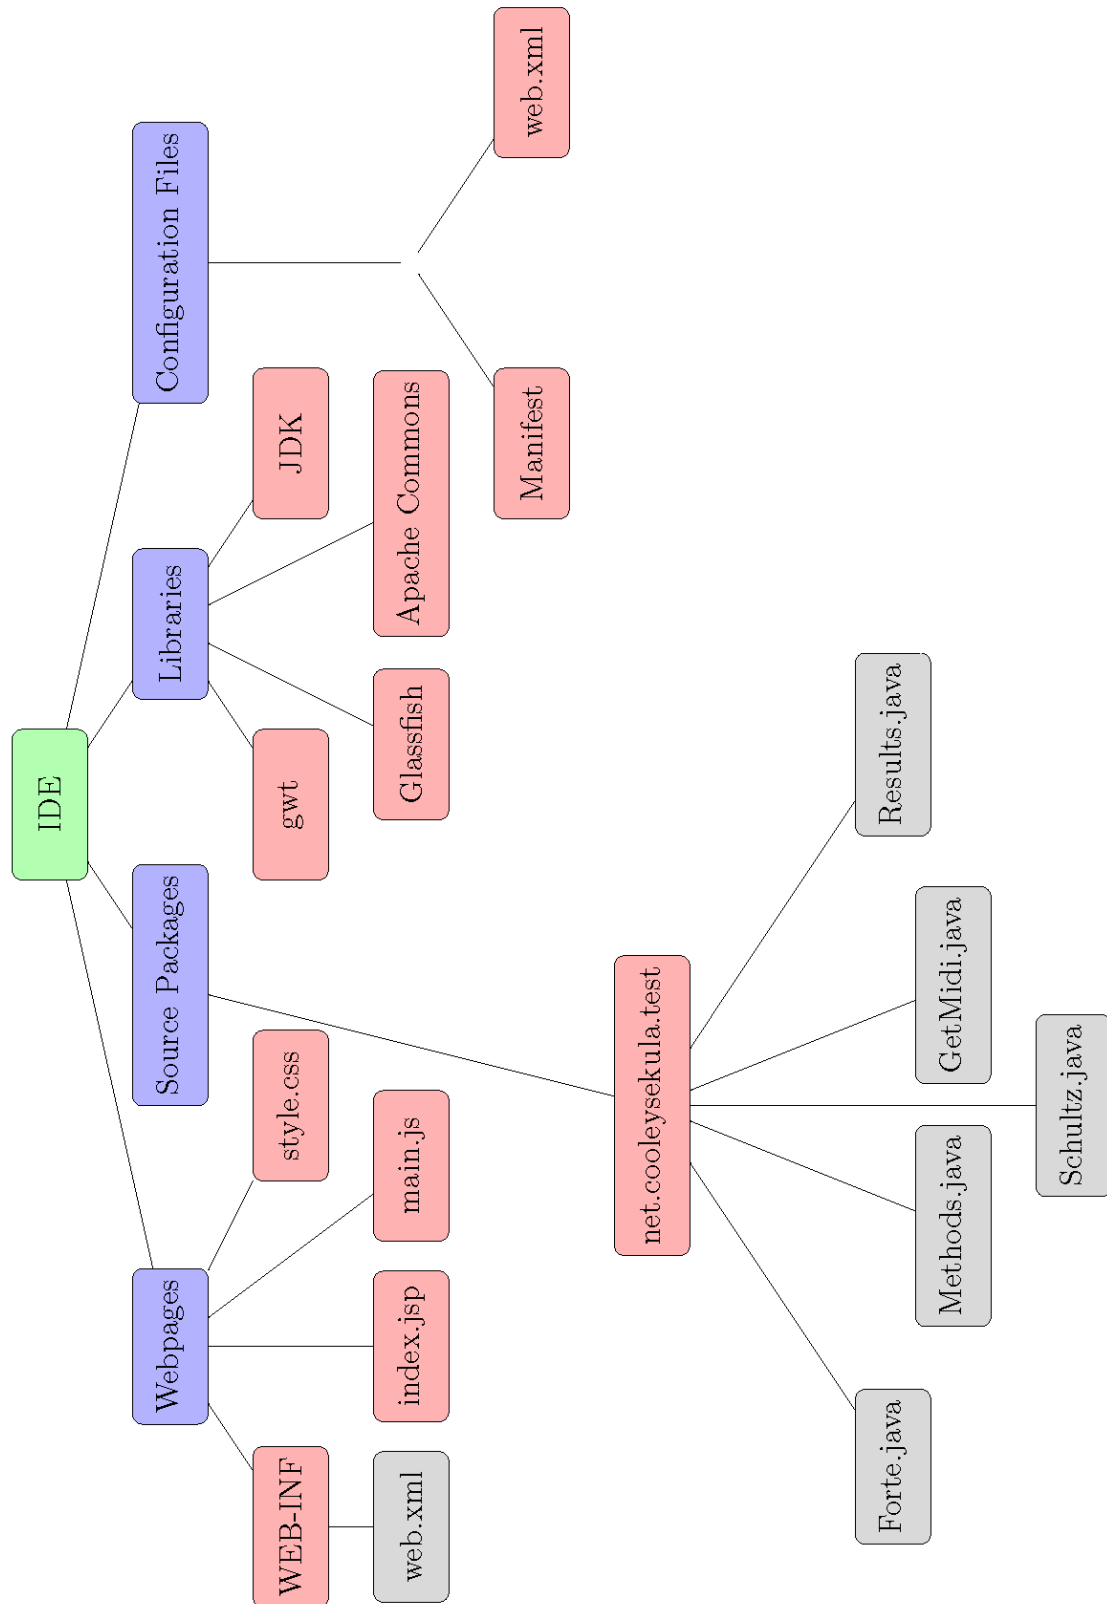 IDE
Webpages
Source Packages
Libraries
Configuration Files
WEB-INF
style.css
gwt
JDK
web.xml
index.jsp
main.js
Glassfish
Apache Commons
Manifest
web.xml
net.cooleysekula.test
Forte.java
Results.java
Methods.java
GetMidi.java
Schultz.java